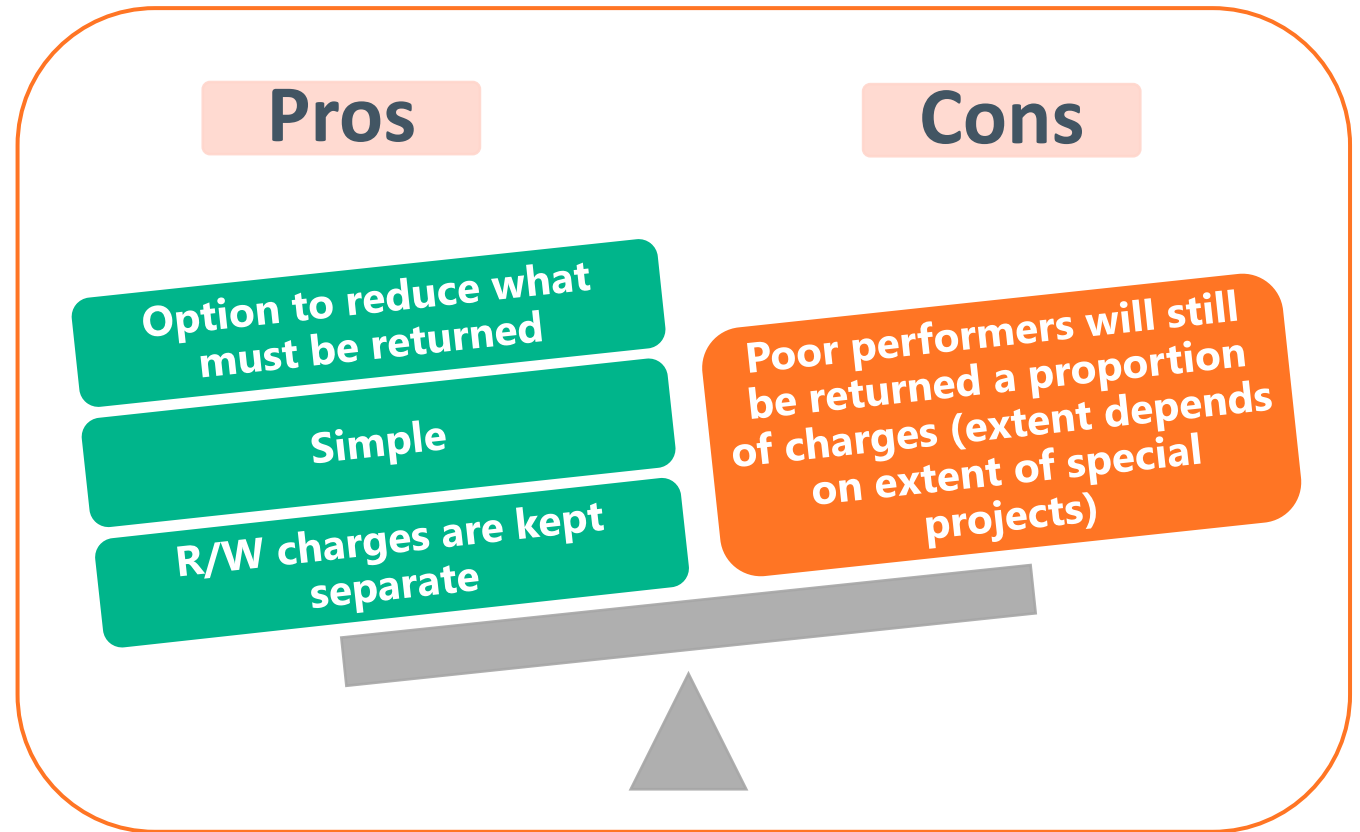 Pros
Option to reduce what
must be returned
Simple
R/W charges are kept
separate
Cons
Poor performers will still
be returned a proportion
of charges (extent depends
on extent of special
projects)